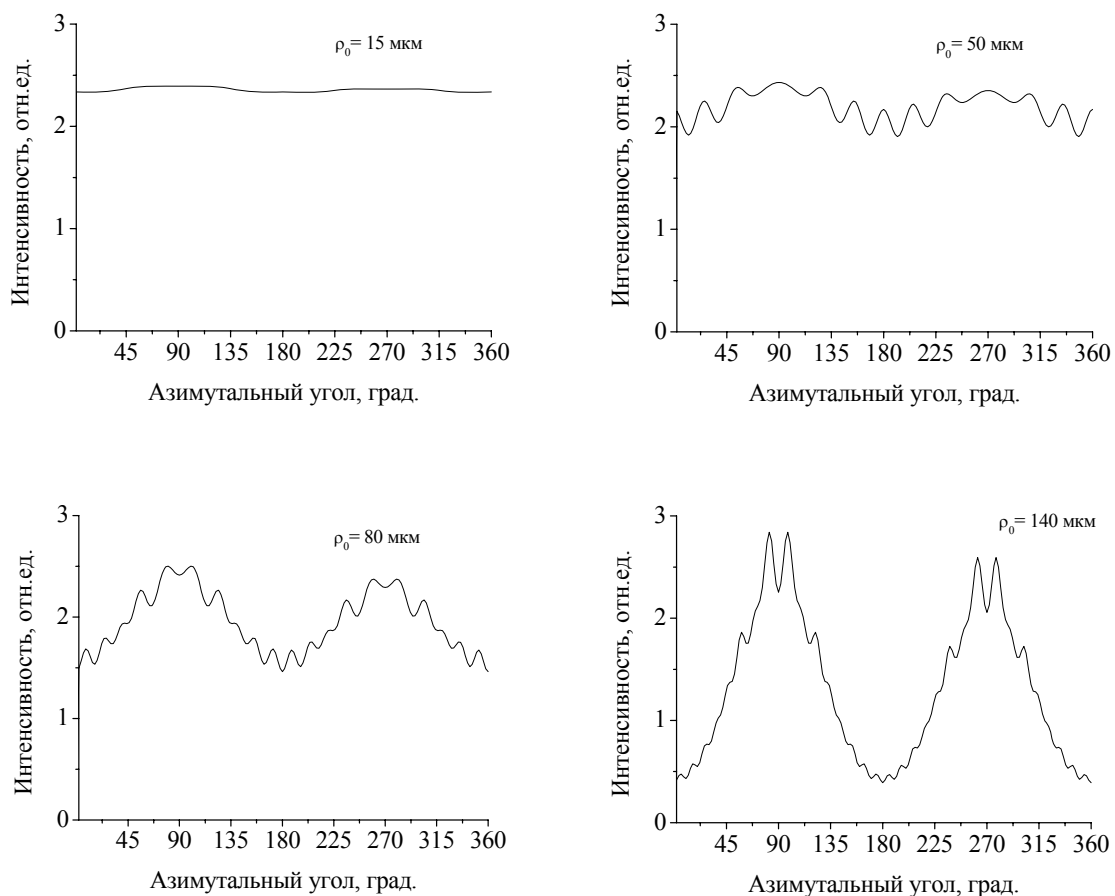 3
2
1
0
Интенсивность, отн.ед.
ρ0= 15 мкм
45 90 135 180 225 270 315 360
Азимутальный угол, град.
3
2
1
0
Интенсивность, отн.ед.
ρ0= 50 мкм
45 90 135 180 225 270 315 360
Азимутальный угол, град.
3
2
1
0
Интенсивность, отн.ед.
ρ0= 80 мкм
45 90 135 180 225 270 315 360
Азимутальный угол, град.
3
2
1
0
Интенсивность, отн.ед.
ρ0= 140 мкм
45 90 135 180 225 270 315 360
Азимутальный угол, град.